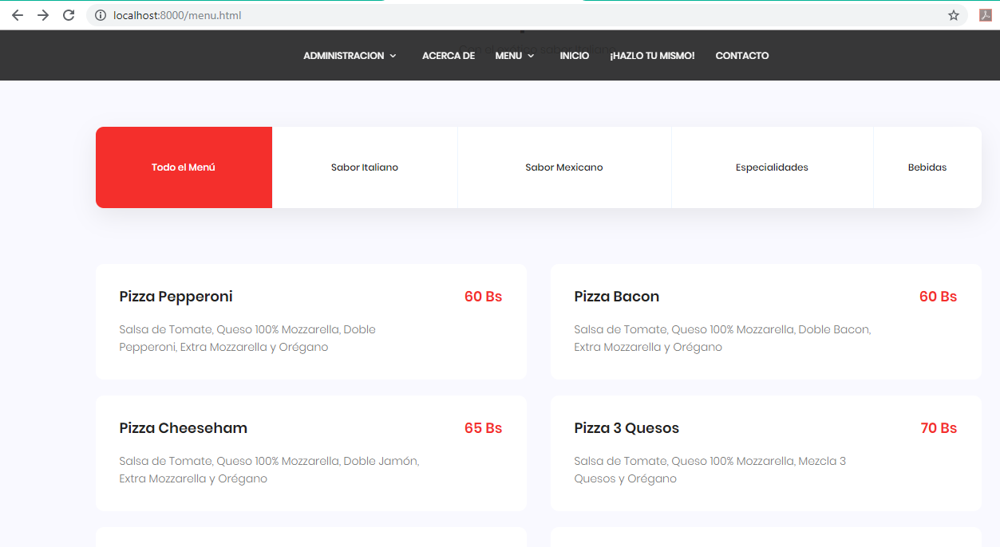 localhost:8000/menu.html
ADMINISTRACION ACERCA DE MENU INICIO ¡HAZLO TU MISMO! CONTACTO
Todo el Menú Sabor Italiano Sabor Mexicano Especialidades Bebidas
Pizza Pepperoni 60 Bs
Salsa de Tomate, Queso 100% Mozzarella, Doble
Pepperoni, Extra Mozzarella y Orégano
Pizza Bacon 60 Bs
Salsa de Tomate, Queso 100% Mozzarella, Doble Bacon,
Extra Mozzarella y Orégano
Pizza Cheeseham 65 Bs
Salsa de Tomate, Queso 100% Mozzarella, Doble Jamón,
Extra Mozzarella y Orégano
Pizza 3 Quesos 70 Bs
Salsa de Tomate, Queso 100% Mozzarella, Mezcla 3
Quesos y Orégano